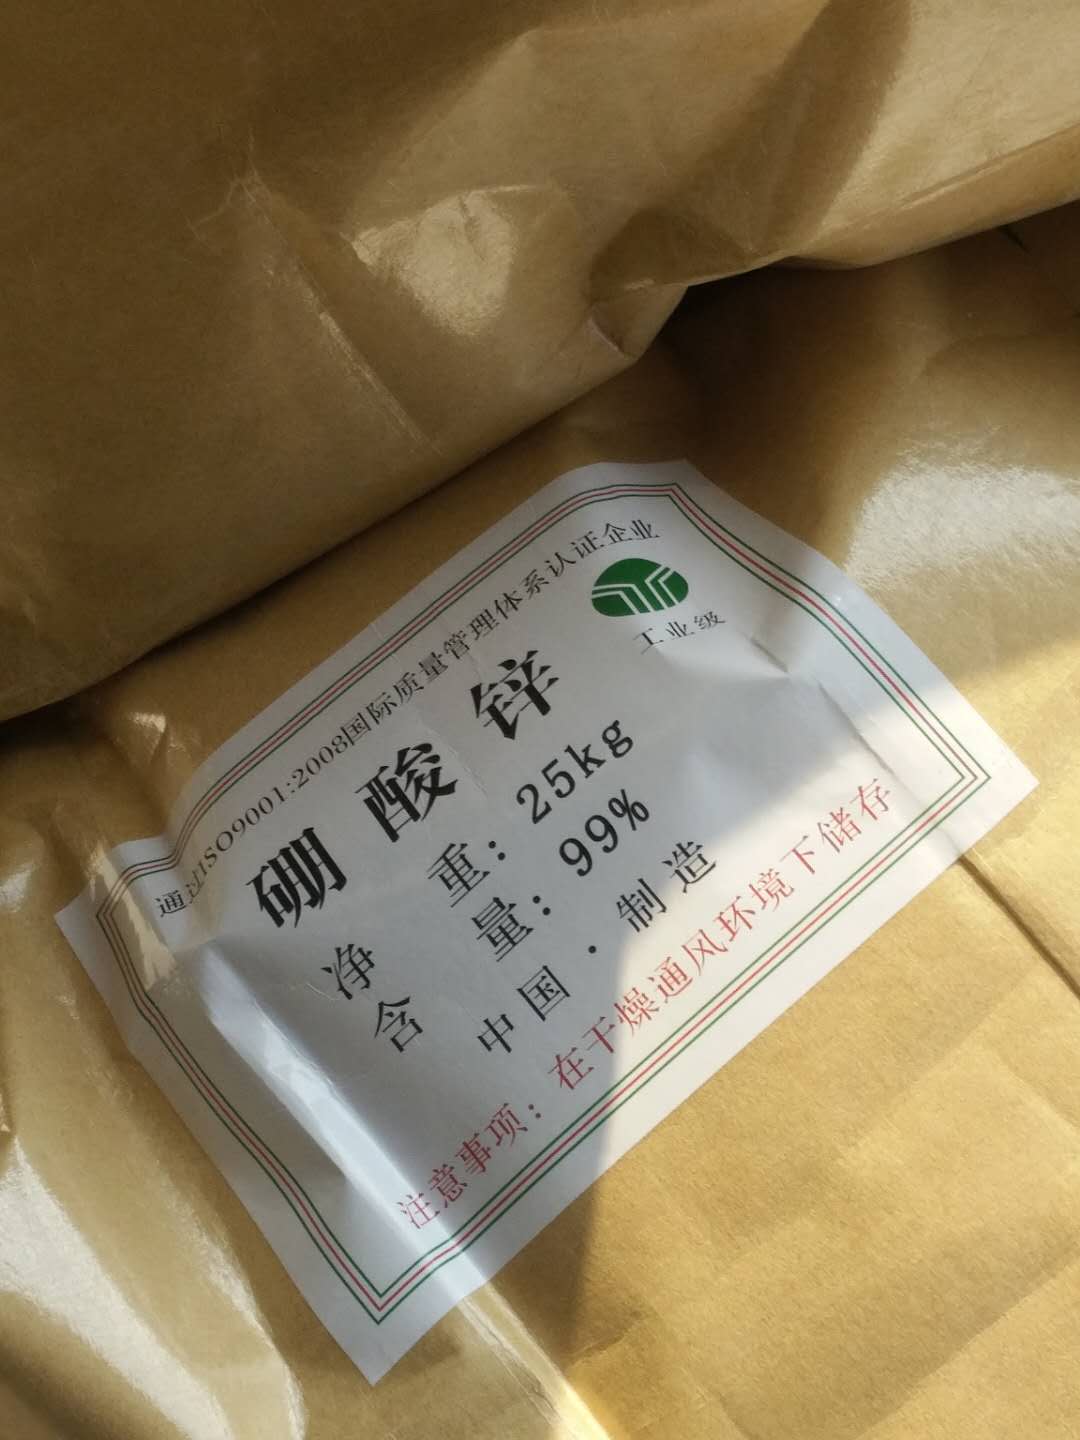 通过ISO9001:2008国际质量管理体系认证企业
工业级
硼酸锌
净重：25kg
含量：99%
中国·制造
注意事项：在干燥通风环境下储存